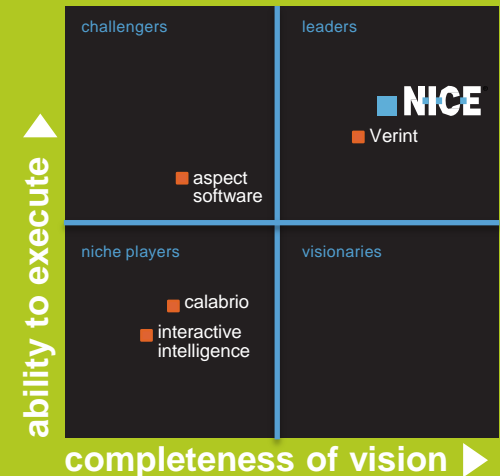 challengers
leaders
NICE
Verint
aspect
software
niche players
visionaries
calabrio
interactive
intelligence
ability to execute
completeness of vision